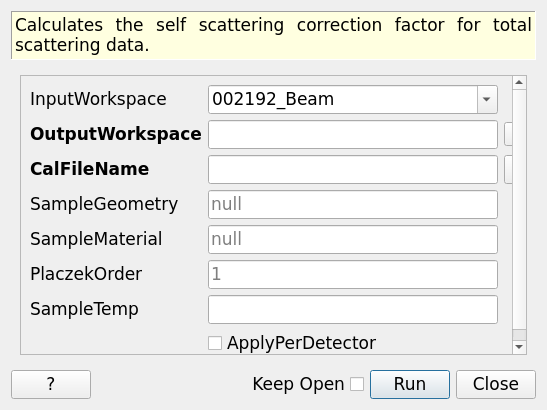 Calculates the self scattering correction factor for total
scattering data.
InputWorkspace 002192_Beam
OutputWorkspace
CalFileName
SampleGeometry null
SampleMaterial null
PlaczekOrder 1
SampleTemp
ApplyPerDetector
? Keep Open Run Close